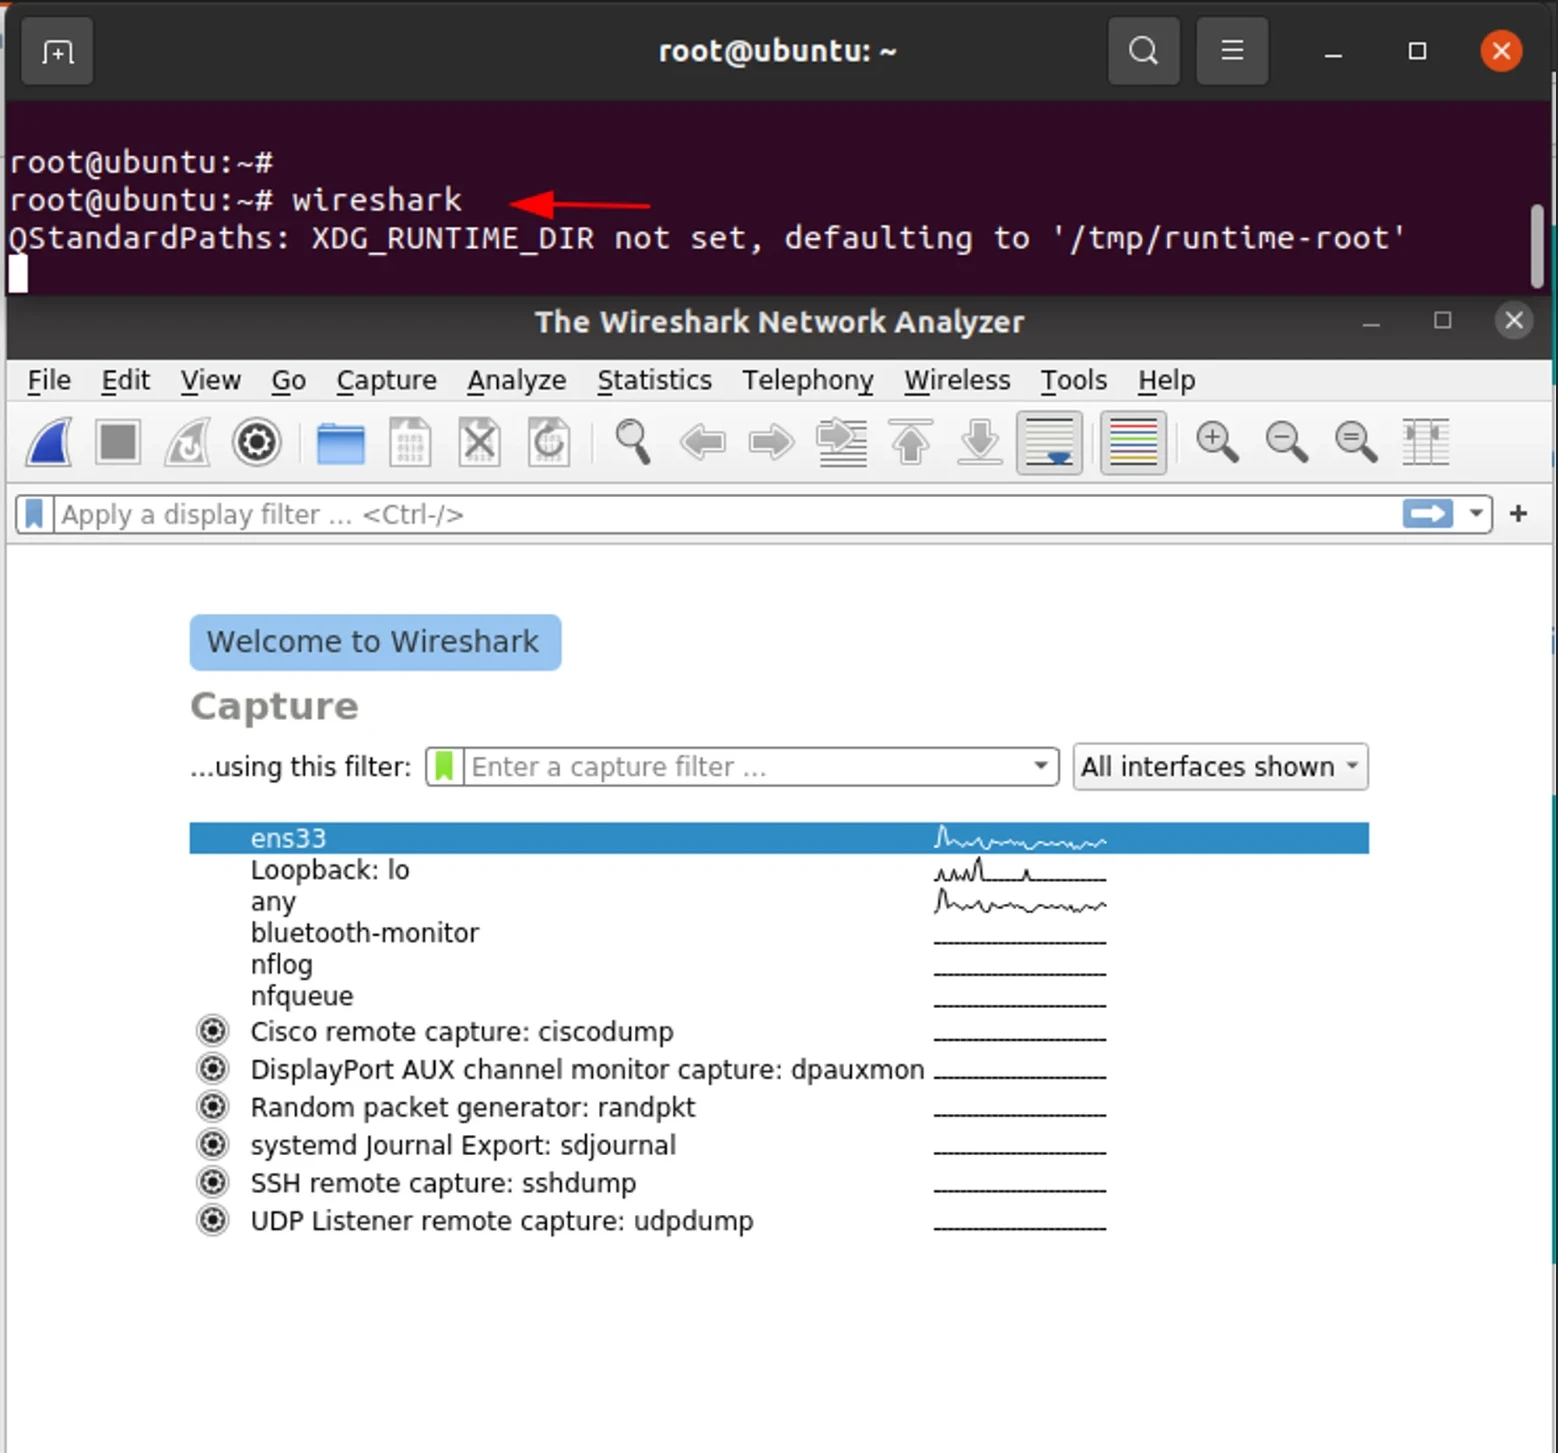 root@ubuntu: ~
root@ubuntu:~#
root@ubuntu:~# wireshark
QStandardPaths: XDG_RUNTIME_DIR not set, defaulting to '/tmp/runtime-root'
The Wireshark Network Analyzer
File Edit View Go Capture Analyze Statistics Telephony Wireless Tools Help
Apply a display filter ... <Ctrl-/>
Welcome to Wireshark
Capture
...using this filter: Enter a capture filter ... All interfaces shown
ens33
Loopback: lo
any
bluetooth-monitor
nflog
nfqueue
Cisco remote capture: ciscodump
DisplayPort AUX channel monitor capture: dpauxmon
Random packet generator: randpkt
systemd Journal Export: sdjournal
SSH remote capture: sshdump
UDP Listener remote capture: udpdump